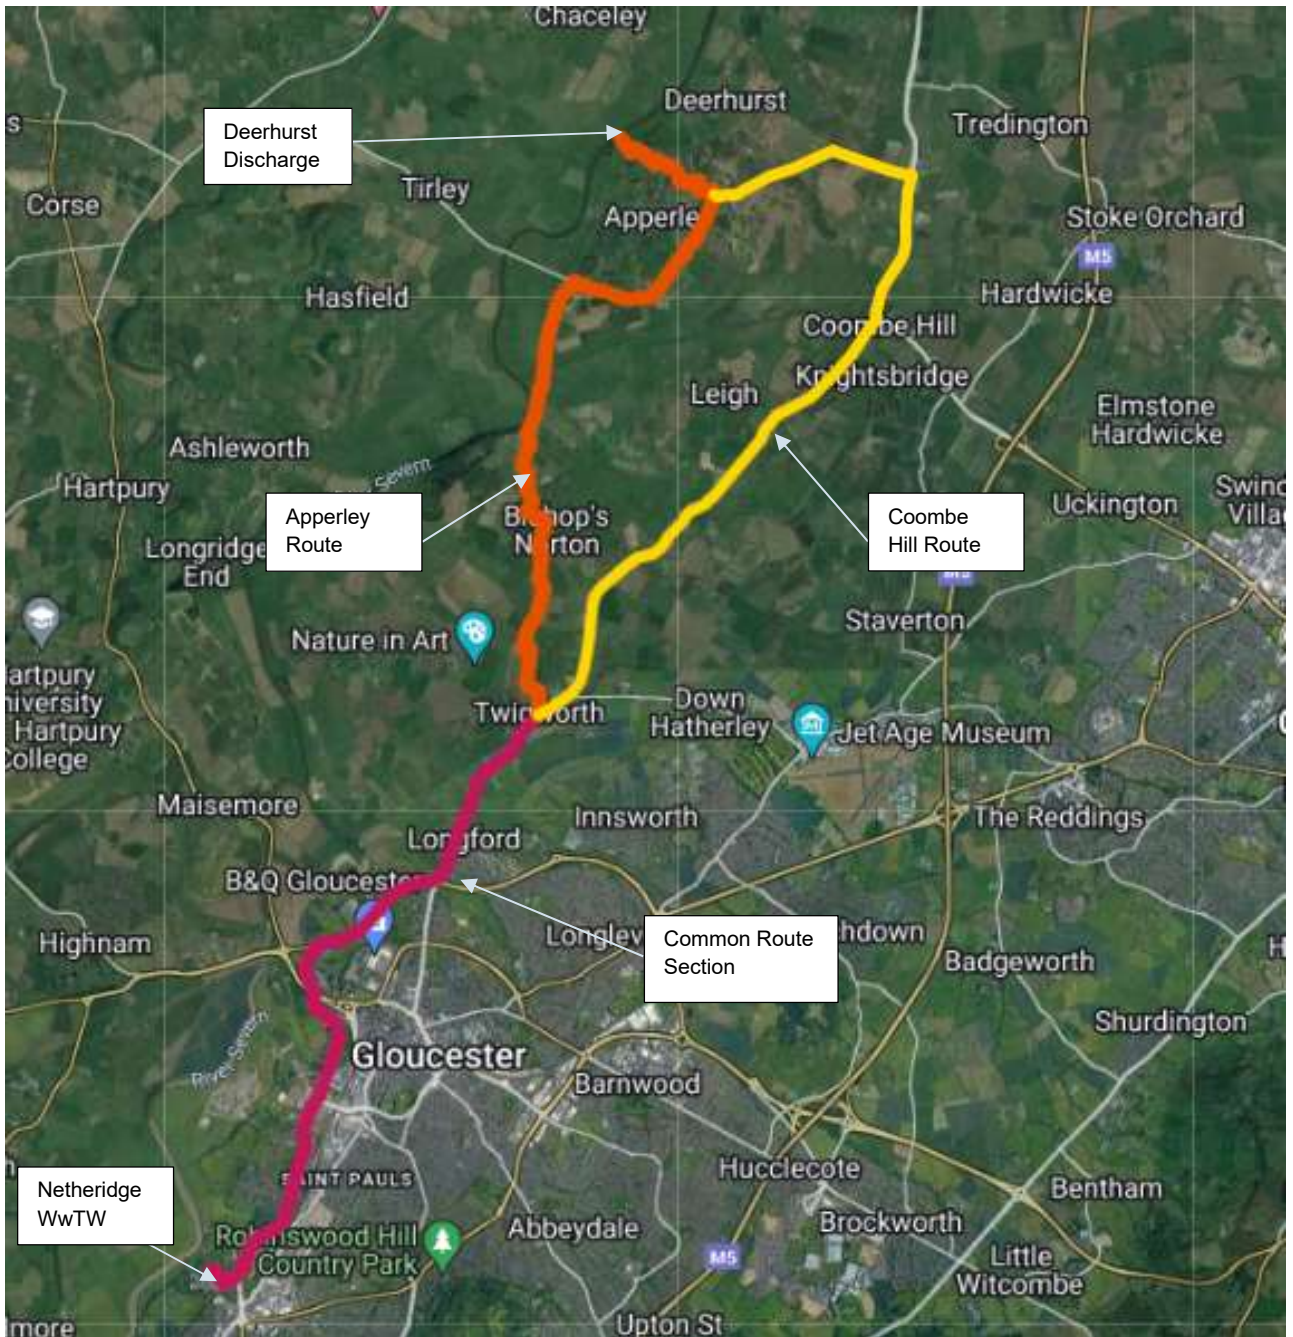 Chaceley
Deerhurst
Deerhurst
Discharge
Tredington
Tirley
Corse
Apperle
Stoke Orchard
M5
Hasfield
Hardwicke
Coombe Hill
Knightsbridge
Leigh
Elmstone
Hardwicke
Ashleworth
Severn
Hartpury
Uckington
Apperley
Route
Bishop's
Norton
Coombe
Hill Route
Longridge
End
M5
Staverton
Nature in Art
Hartpury
University
Hartpury
College
Twigworth
Down
Hatherley
Jet Age Museum
Maisemore
Innsworth
The Reddings
Longford
B&Q Gloucester
Highnam
Longlev
Common Route
Section
hdown
Badgeworth
Shurdington
River Severn
Gloucester
Barnwood
SAINT PAULS
Hucclecote
Bentham
Netheridge
WwTW
Robinswood Hill
Country Park
Abbeydale
Brockworth
M5
Little
Witcombe
Upton St
lmore